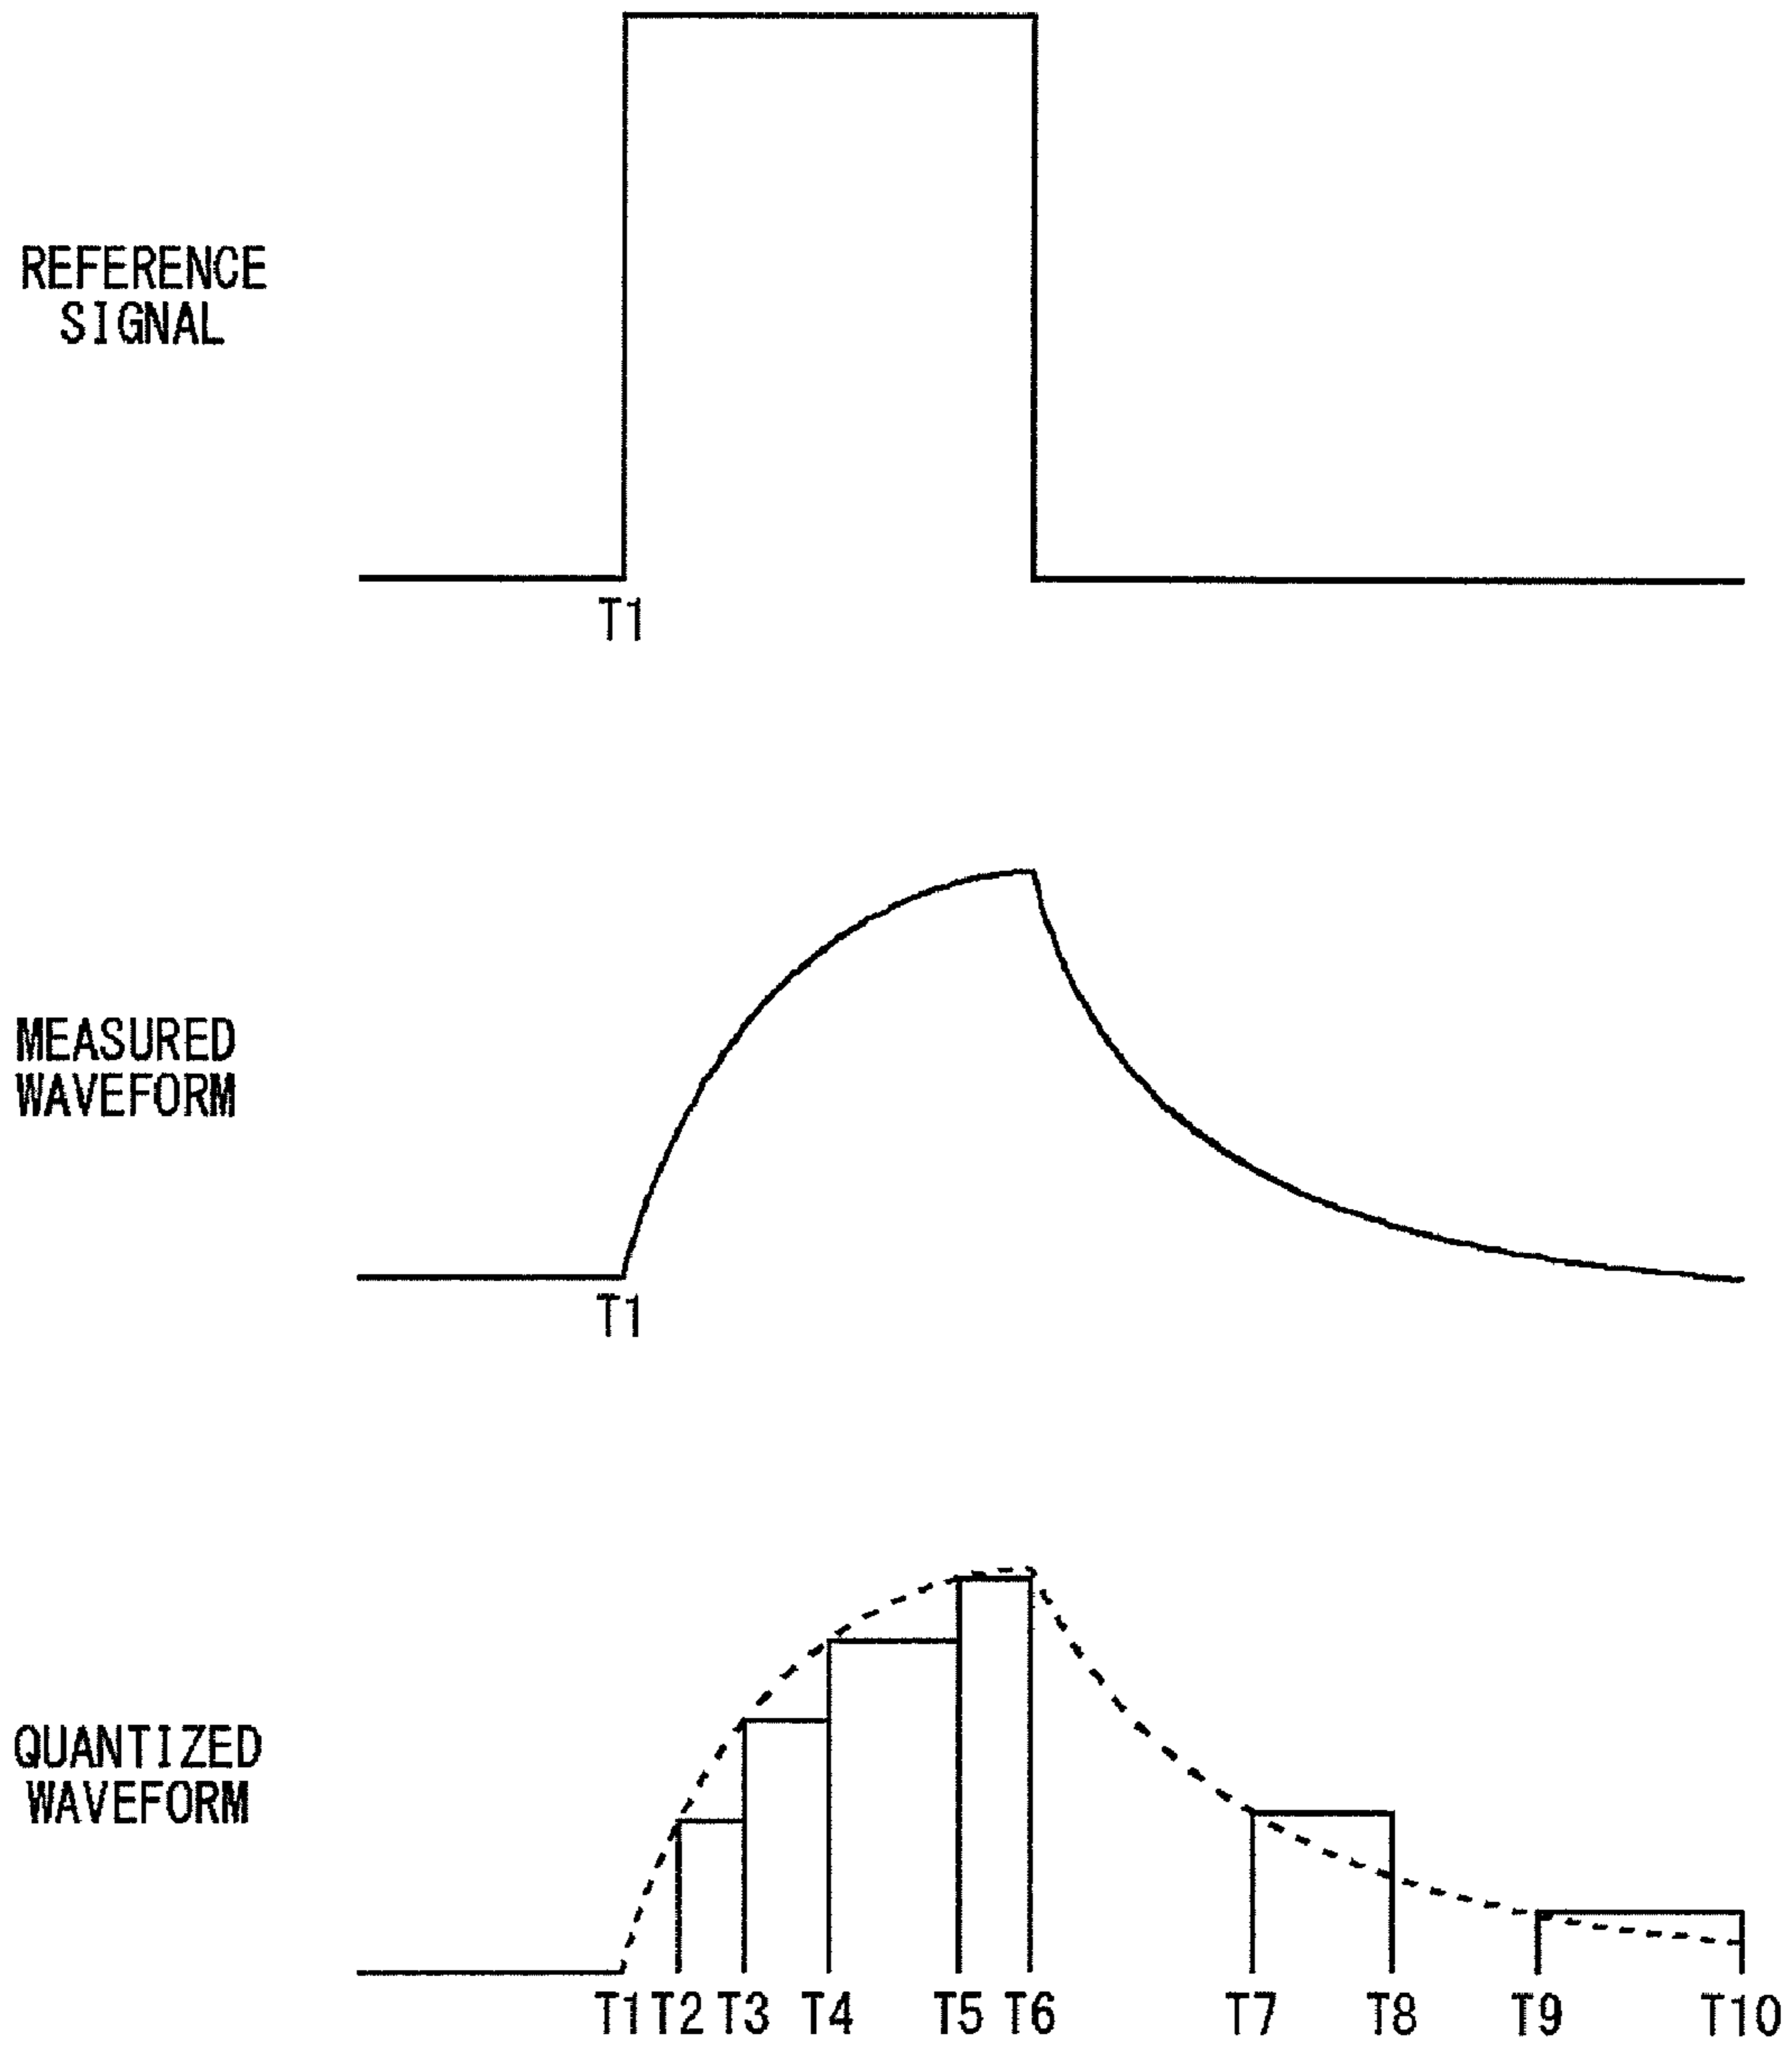 REFERENCE
SIGNAL
T1
MEASURED
WAVEFORM
T1
QUANTIZED
WAVEFORM
T1 T2 T3 T4 T5 T6 T7 T8 T9 T10